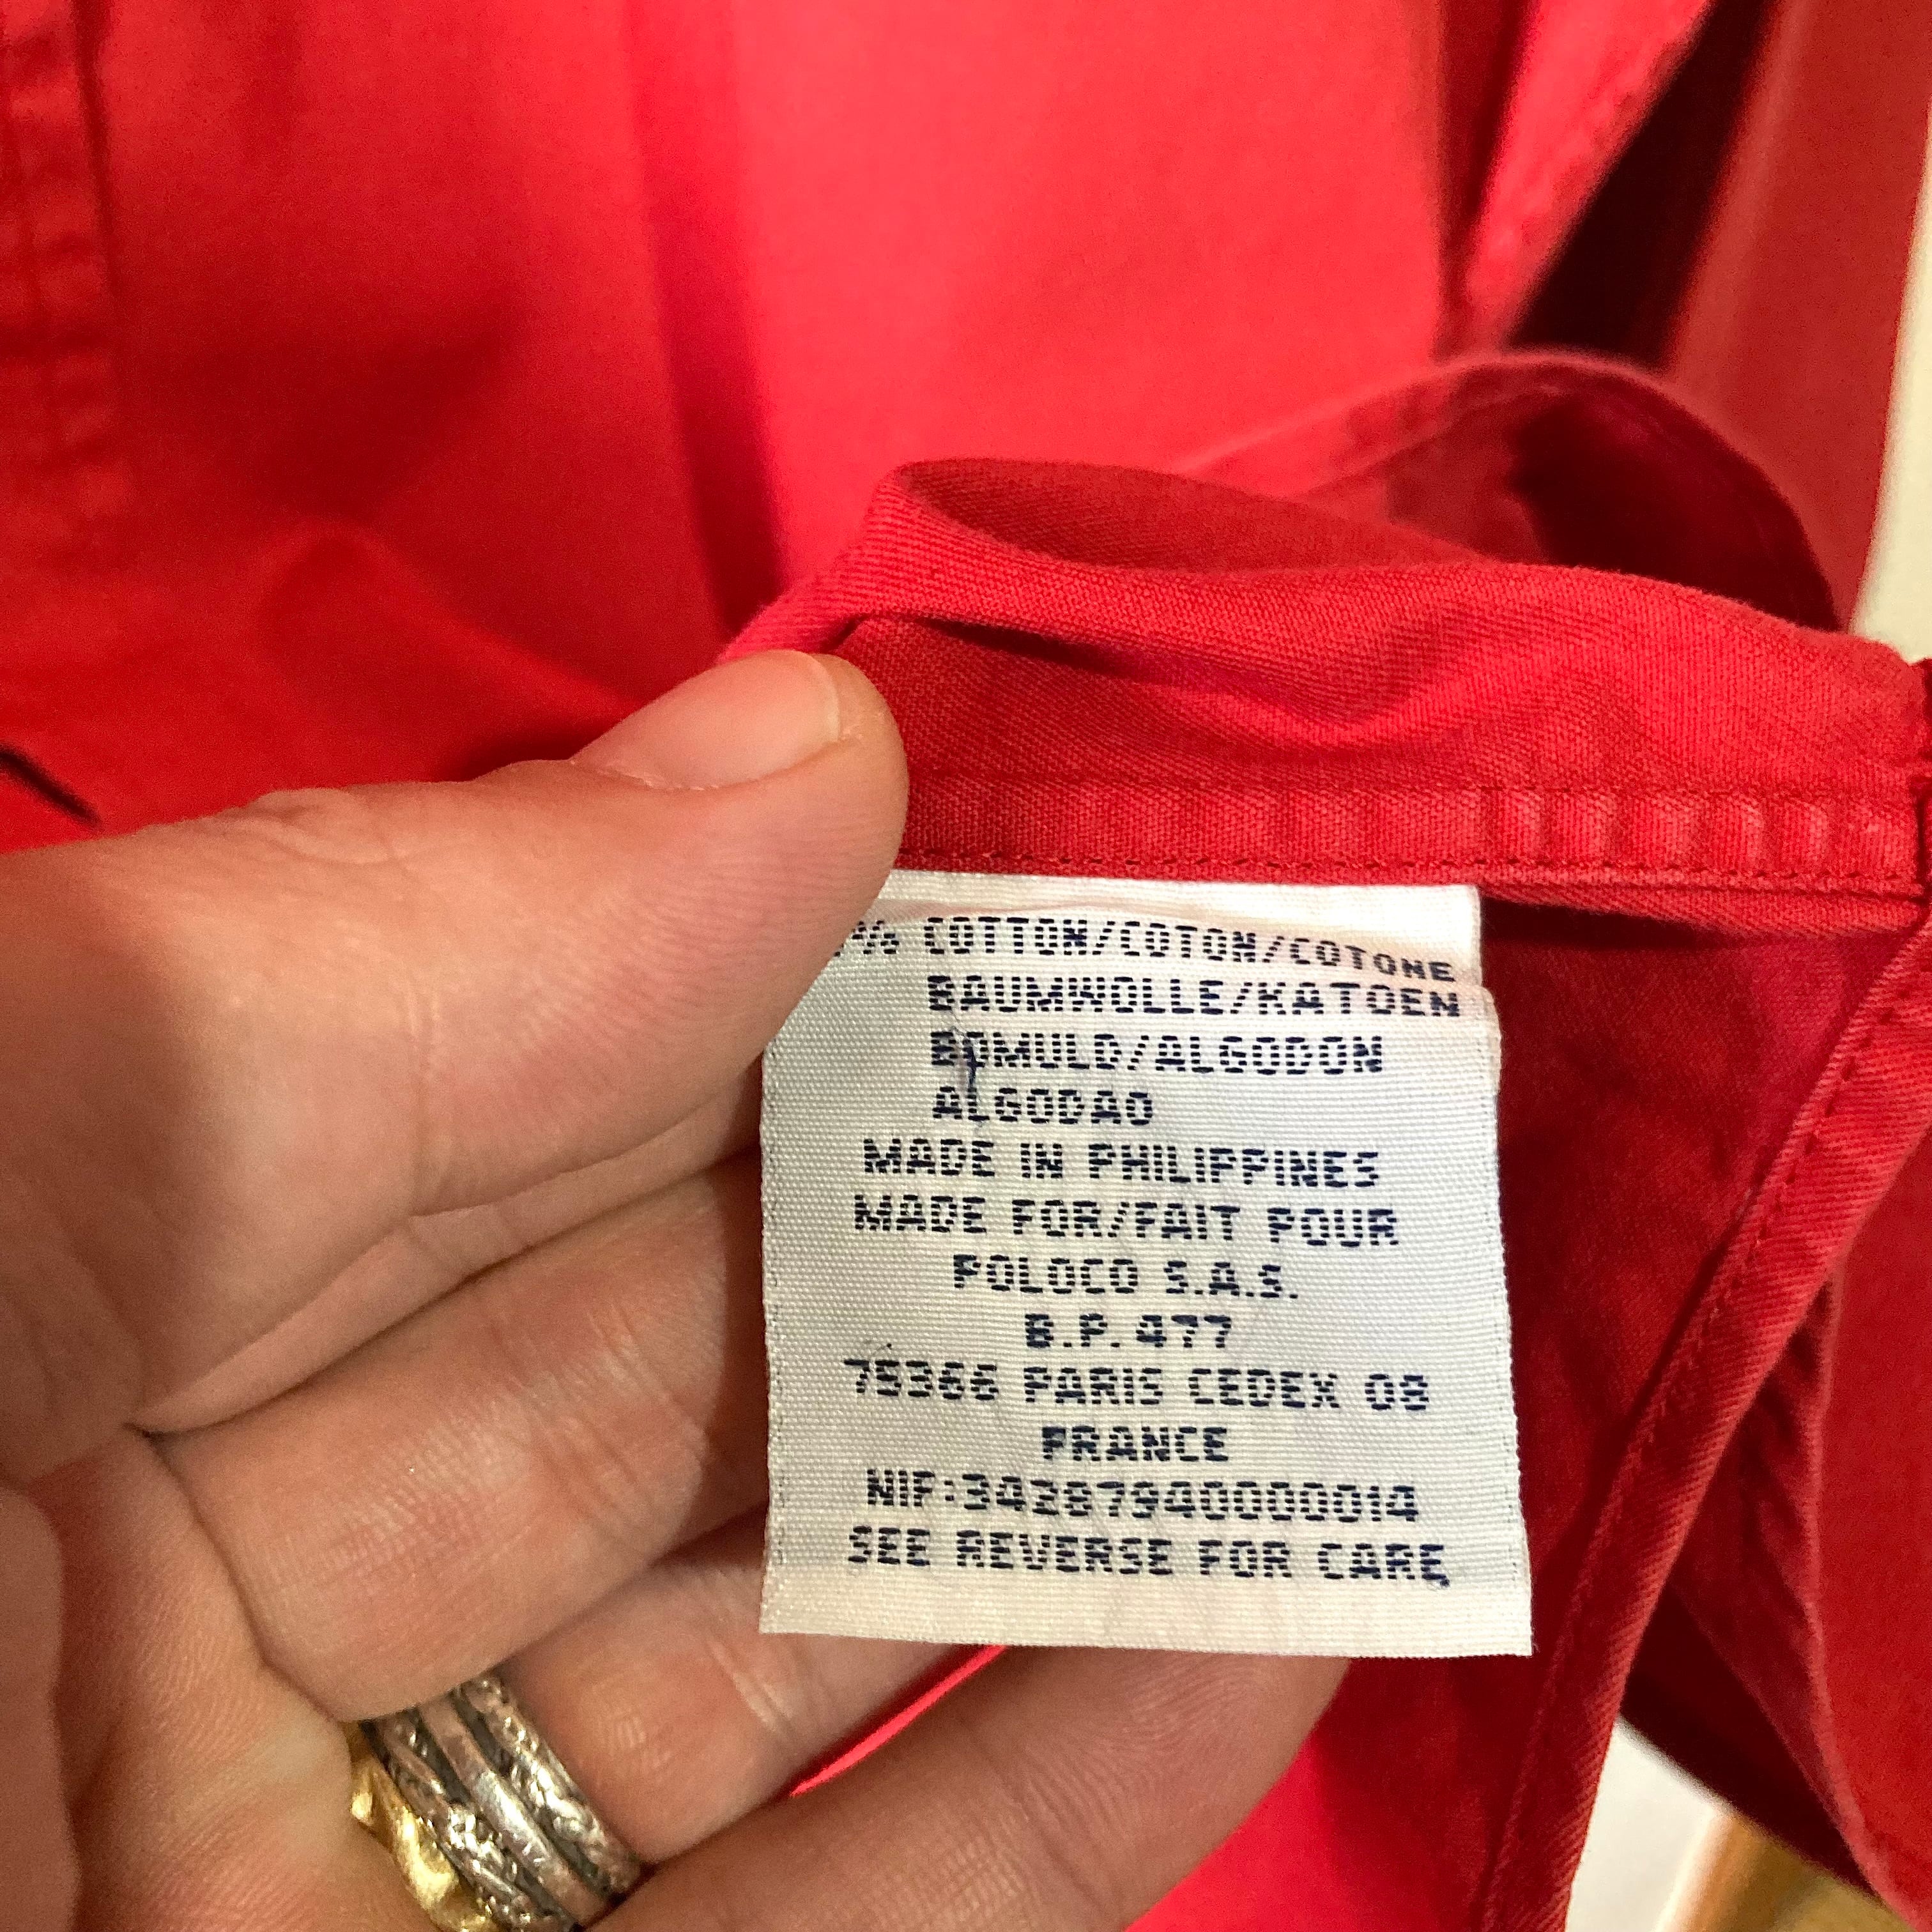 % COTTON/COTON/COTONE
BAUMWOLLE/KATOEN
BOMULD/ALGODON
ALGODAO
MADE IN PHILIPPINES
MADE FOR/FAIT POUR
POLOCO S.A.S.
B.P. 477
75366 PARIS CEDEX 08
FRANCE
NIF:34287940000014
SEE REVERSE FOR CARE